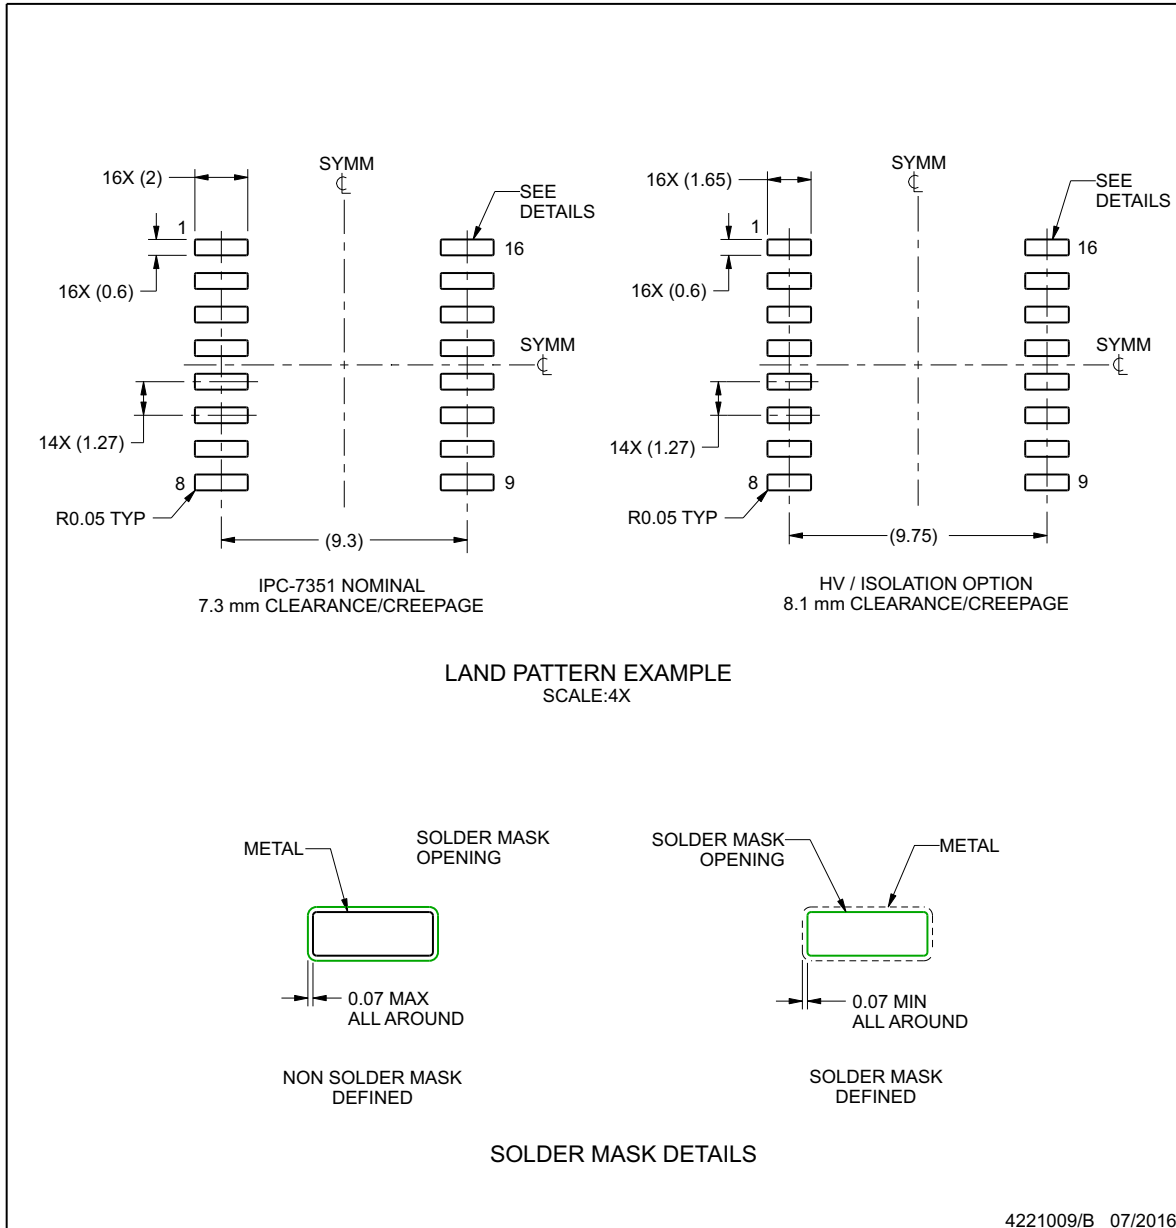 SYMM
℄
16X (2)
SEE
DETAILS
1
16
16X (0.6)
SYMM
℄
14X (1.27)
8
9
R0.05 TYP
(9.3)
IPC-7351 NOMINAL
7.3 mm CLEARANCE/CREEPAGE
SYMM
℄
16X (1.65)
SEE
DETAILS
1
16
16X (0.6)
SYMM
℄
14X (1.27)
8
9
R0.05 TYP
(9.75)
HV / ISOLATION OPTION
8.1 mm CLEARANCE/CREEPAGE
LAND PATTERN EXAMPLE
SCALE:4X
METAL
SOLDER MASK
OPENING
0.07 MAX
ALL AROUND
NON SOLDER MASK
DEFINED
SOLDER MASK
OPENING
METAL
0.07 MIN
ALL AROUND
SOLDER MASK
DEFINED
SOLDER MASK DETAILS
4221009/B 07/2016